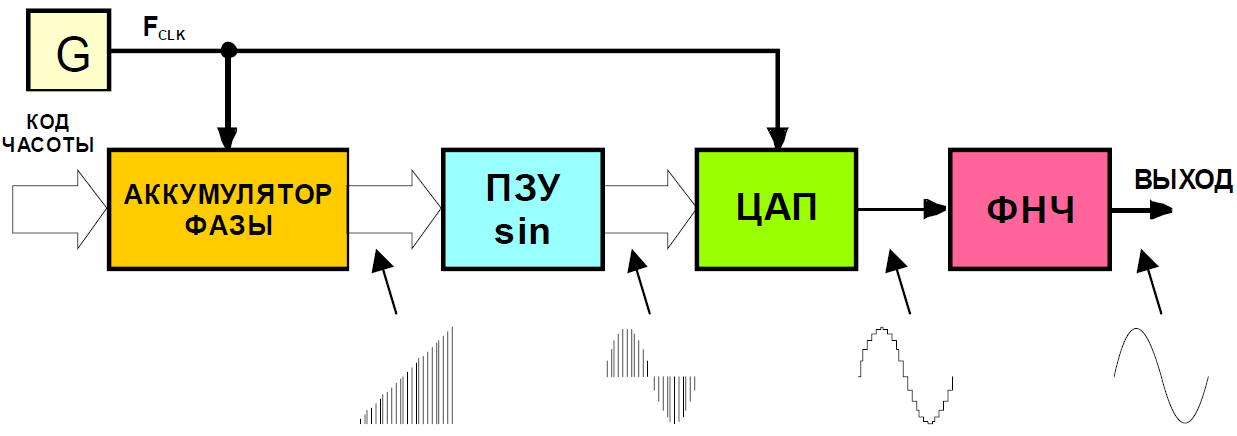 G
FCLK
КОД
ЧАСОТЫ
АККУМУЛЯТОР
ФАЗЫ
ПЗУ
sin
ЦАП
ФНЧ
ВЫХОД